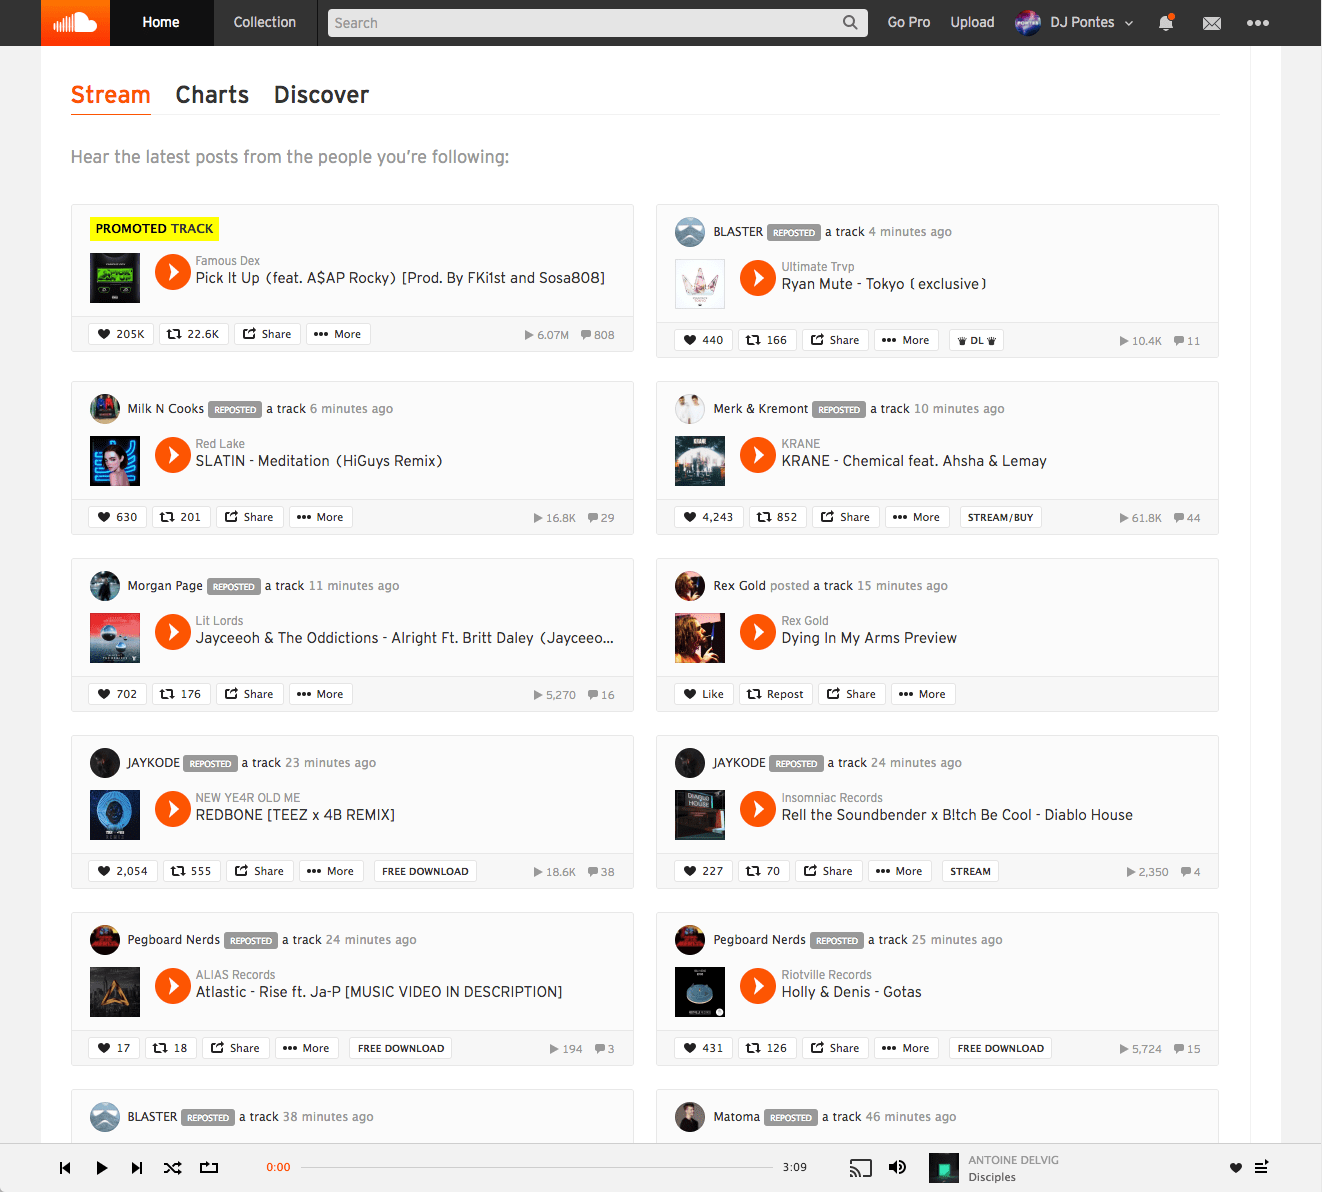 Home Collection Search Go Pro Upload DJ Pontes
Stream Charts Discover
Hear the latest posts from the people you're following:
PROMOTED TRACK
Famous Dex
Pick It Up (feat. A$AP Rocky) [Prod. By FKi1st and Sosa808]
205K 22.6K Share More 6.07M 808
BLASTER REPOSTED a track 4 minutes ago
Ultimate Trvp
Ryan Mute - Tokyo (exclusive)
440 166 Share More ♛ DL ♛ 10.4K 11
Milk N Cooks REPOSTED a track 6 minutes ago
Red Lake
SLATIN - Meditation (HiGuys Remix)
630 201 Share More 16.8K 29
Merk & Kremont REPOSTED a track 10 minutes ago
KRANE
KRANE - Chemical feat. Ahsha & Lemay
4,243 852 Share More STREAM/BUY 61.8K 44
Morgan Page REPOSTED a track 11 minutes ago
Lit Lords
Jayceeoh & The Oddictions - Alright Ft. Britt Daley (Jayceeo...
702 176 Share More 5,270 16
Rex Gold posted a track 15 minutes ago
Rex Gold
Dying In My Arms Preview
Like Repost Share More
JAYKODE REPOSTED a track 23 minutes ago
NEW YE4R OLD ME
REDBONE [TEEZ x 4B REMIX]
2,054 555 Share More FREE DOWNLOAD 18.6K 38
JAYKODE REPOSTED a track 24 minutes ago
Insomniac Records
Rell the Soundbender x B!tch Be Cool - Diablo House
227 70 Share More STREAM 2,350 4
Pegboard Nerds REPOSTED a track 24 minutes ago
ALIAS Records
Atlastic - Rise ft. Ja-P [MUSIC VIDEO IN DESCRIPTION]
17 18 Share More FREE DOWNLOAD 194 3
Pegboard Nerds REPOSTED a track 25 minutes ago
Riotville Records
Holly & Denis - Gotas
431 126 Share More FREE DOWNLOAD 5,724 15
BLASTER REPOSTED a track 38 minutes ago
Matoma REPOSTED a track 46 minutes ago
0:00 3:09
ANTOINE DELVIG
Disciples